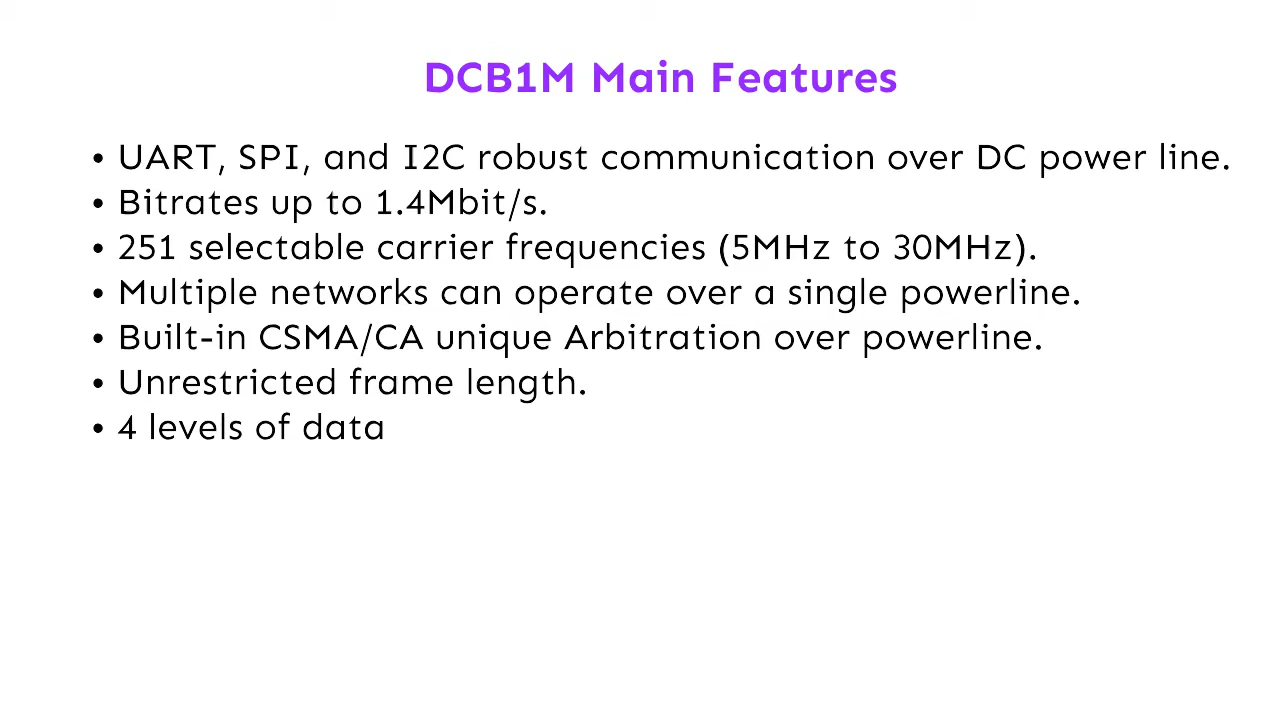 DCB1M Main Features
• UART, SPI, and I2C robust communication over DC power line.
• Bitrates up to 1.4Mbit/s.
• 251 selectable carrier frequencies (5MHz to 30MHz).
• Multiple networks can operate over a single powerline.
• Built-in CSMA/CA unique Arbitration over powerline.
• Unrestricted frame length.
• 4 levels of data